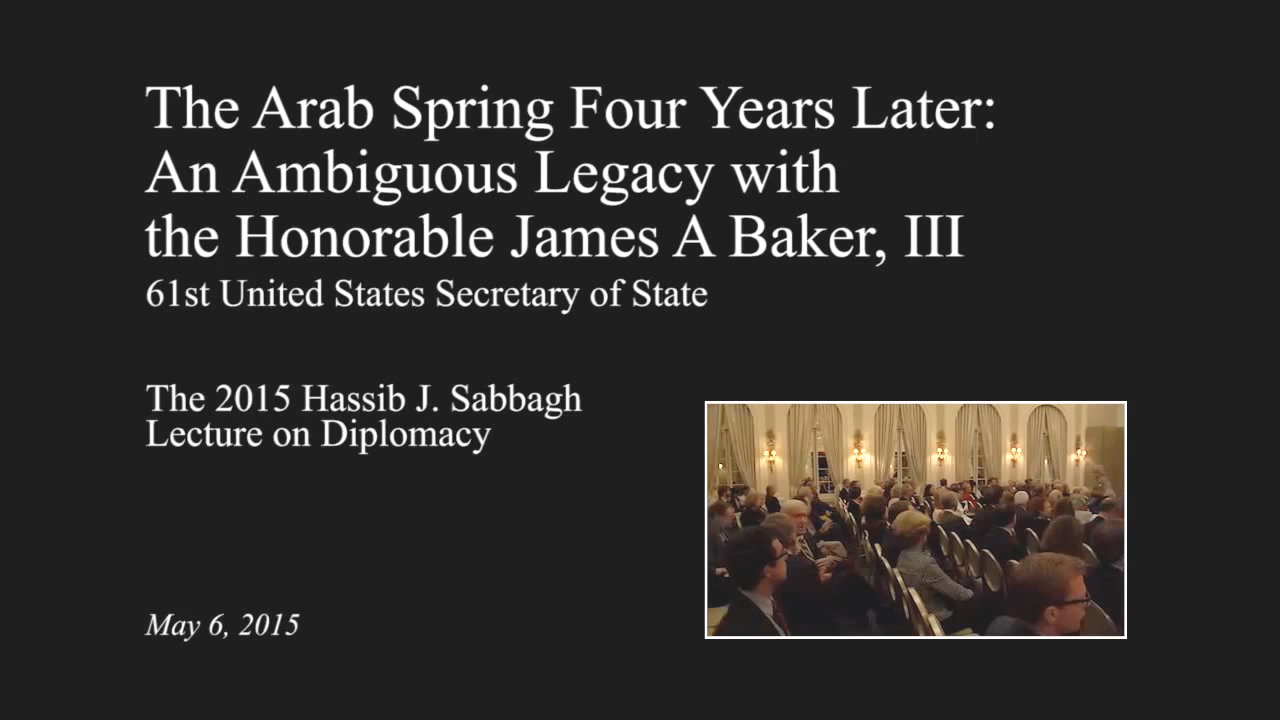 The Arab Spring Four Years Later:
An Ambiguous Legacy with
the Honorable James A Baker, III
61st United States Secretary of State
The 2015 Hassib J. Sabbagh
Lecture on Diplomacy
May 6, 2015